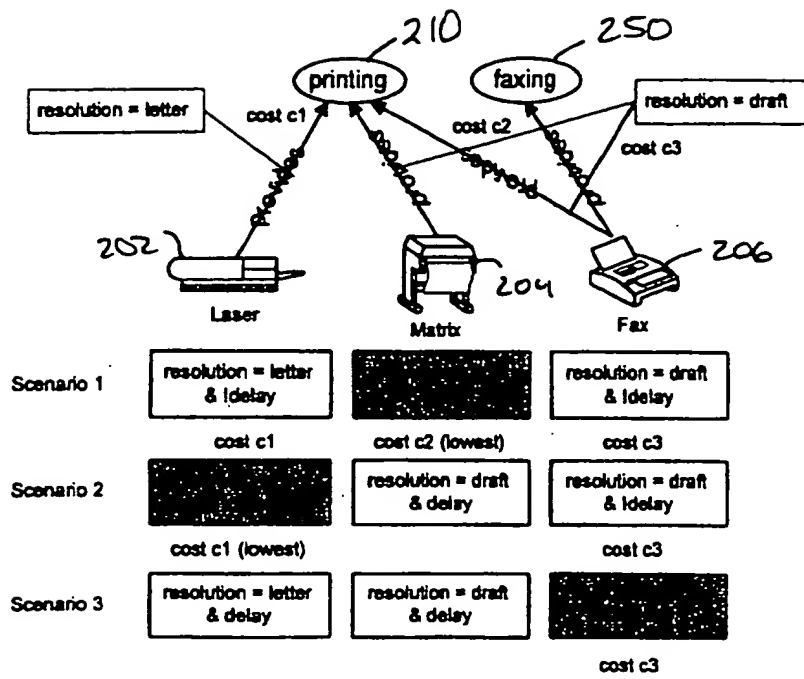 210
250
printing
faxing
resolution = letter
resolution = draft
cost c1
cost c2
cost c3
202
204
206
Laser
Matrix
Fax
Scenario 1
resolution = letter
& !delay
resolution = draft
& !delay
cost c1
cost c2 (lowest)
cost c3
Scenario 2
resolution = draft
& delay
resolution = draft
& !delay
cost c1 (lowest)
cost c3
Scenario 3
resolution = letter
& delay
resolution = draft
& delay
cost c3